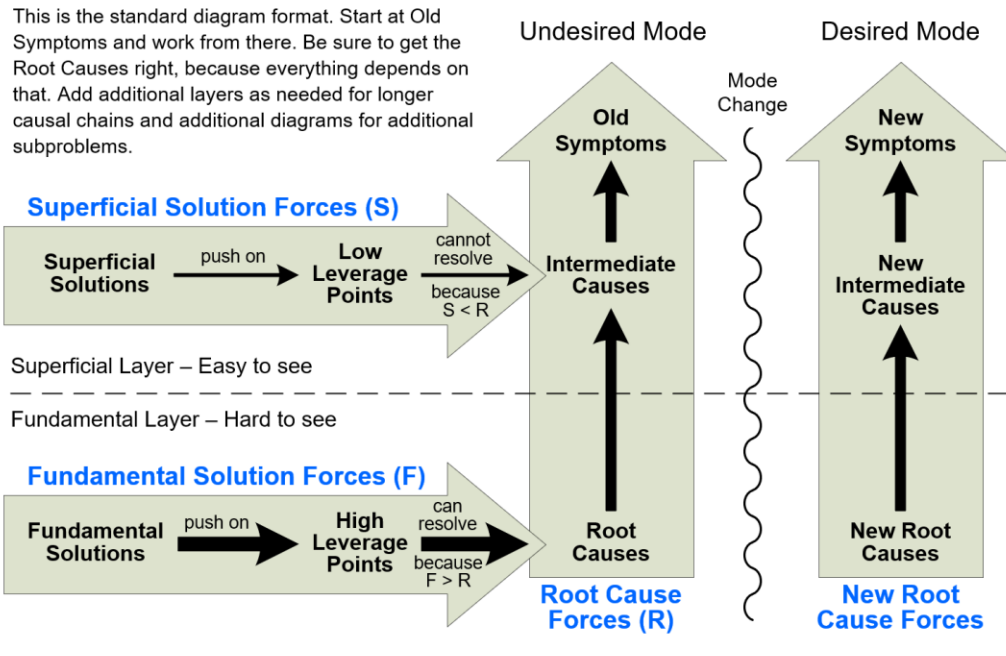 This is the standard diagram format. Start at Old
Symptoms and work from there. Be sure to get the
Root Causes right, because everything depends on
that. Add additional layers as needed for longer
causal chains and additional diagrams for additional
subproblems.
Undesired Mode
Desired Mode
Mode
Change
Old
Symptoms
New
Symptoms
Superficial Solution Forces (S)
Superficial
Solutions
push on
Low
Leverage
Points
cannot
resolve
because
S < R
Intermediate
Causes
New
Intermediate
Causes
Superficial Layer – Easy to see
Fundamental Layer – Hard to see
Fundamental Solution Forces (F)
Fundamental
Solutions
push on
High
Leverage
Points
can
resolve
because
F > R
Root
Causes
New Root
Causes
Root Cause
Forces (R)
New Root
Cause Forces